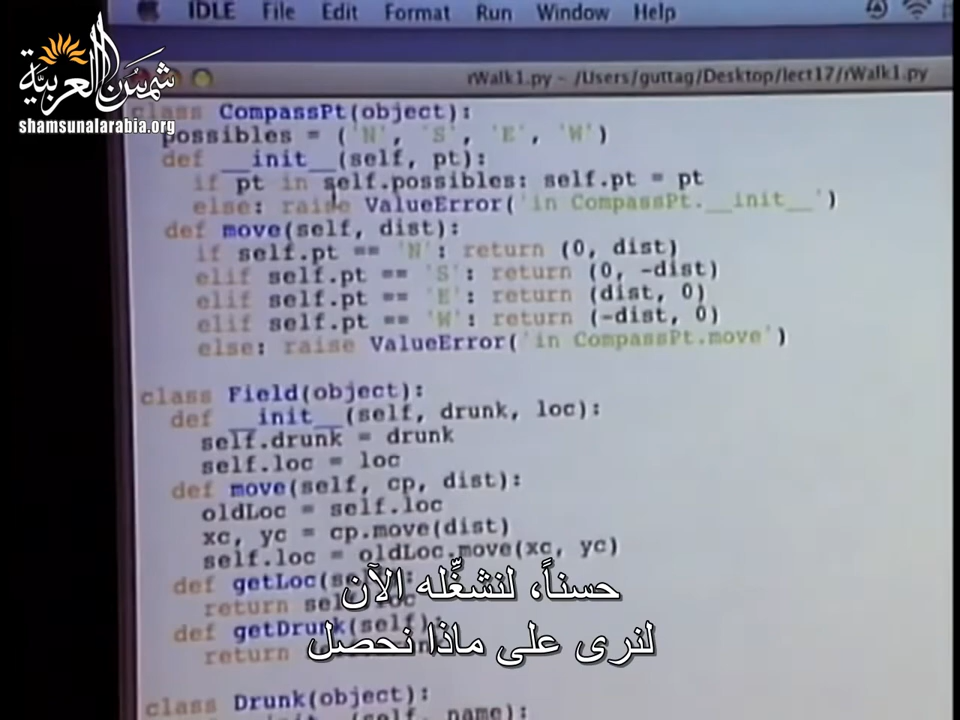 IDLE File Edit Format Run Window Help
rWalk1.py – /Users/guttag/Desktop/lect17/rWalk1.py
شمس العربية
shamsunalarabia.org
class CompassPt(object):
possibles = ('N', 'S', 'E', 'W')
def __init__(self, pt):
if pt in self.possibles: self.pt = pt
else: raise ValueError('in CompassPt.__init__')
def move(self, dist):
if self.pt == 'N': return (0, dist)
elif self.pt == 'S': return (0, -dist)
elif self.pt == 'E': return (dist, 0)
elif self.pt == 'W': return (-dist, 0)
else: raise ValueError('in CompassPt.move')
class Field(object):
def __init__(self, drunk, loc):
self.drunk = drunk
self.loc = loc
def move(self, cp, dist):
oldLoc = self.loc
xc, yc = cp.move(dist)
self.loc = oldLoc.move(xc, yc)
def getLoc(self):
return self.loc
def getDrunk(self):
return
class Drunk(object):
(self, name):
حسناً، لنشغِّله الآن
لنرى على ماذا نحصل